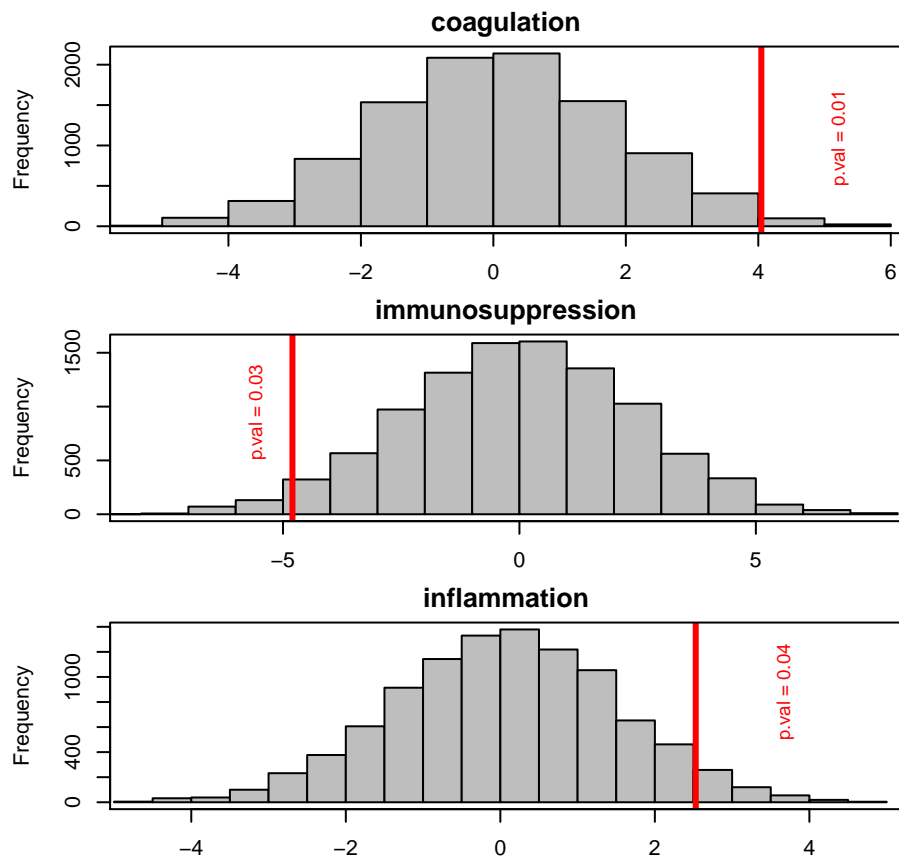 coagulation
Frequency
0
1000
2000
p.val = 0.01
−4
−2
0
2
4
6
immunosuppression
Frequency
0
500
1500
p.val = 0.03
−5
0
5
inflammation
Frequency
0
400
1000
p.val = 0.04
−4
−2
0
2
4